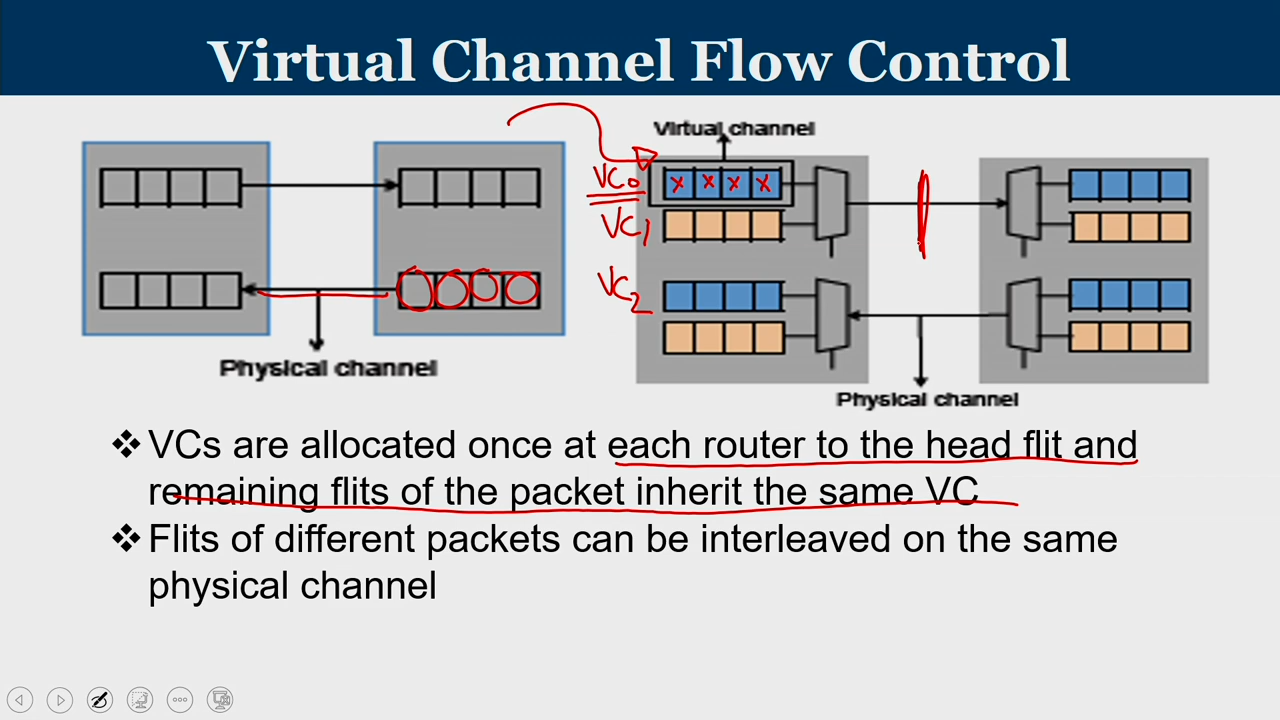 Virtual Channel Flow Control
Virtual channel
VC0
VC1
VC2
x x x x
Physical channel
Physical channel
❖ VCs are allocated once at each router to the head flit and
remaining flits of the packet inherit the same VC
❖ Flits of different packets can be interleaved on the same
physical channel